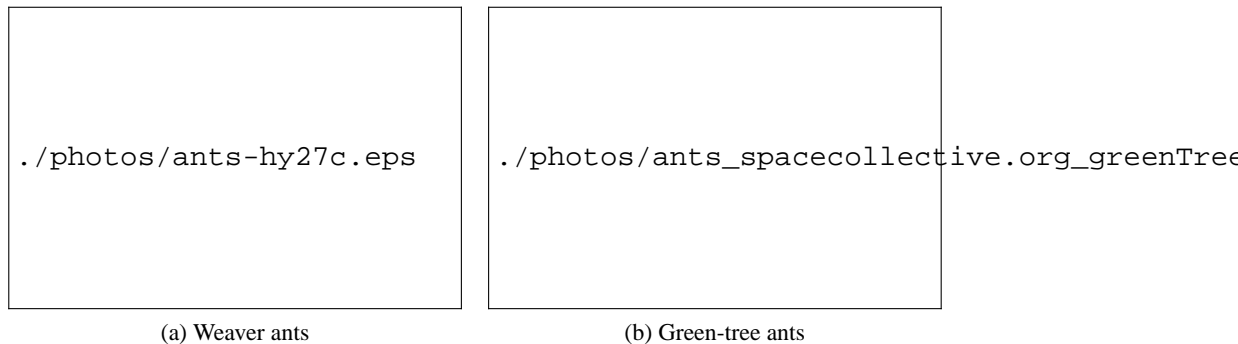 ./photos/ants-hy27c.eps
./photos/ants_spacecollective.org_greenTree
(a) Weaver ants
(b) Green-tree ants